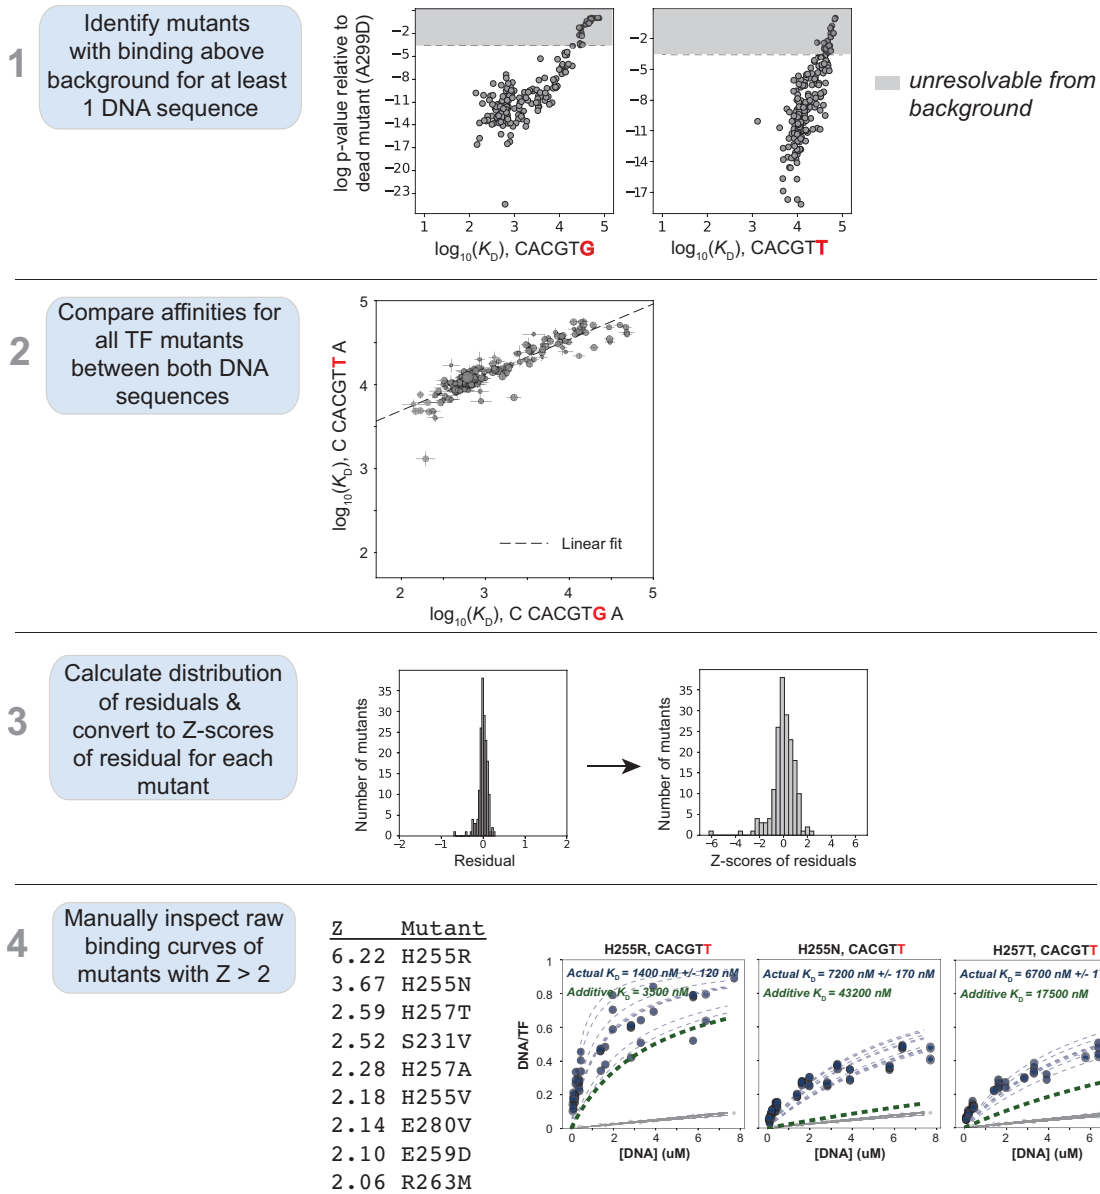 1
Identify mutants
with binding above
background for at least
1 DNA sequence
log p-value relative to
dead mutant (A299D)
−2
−5
−8
−11
−14
−17
−20
−23
1 2 3 4 5
log10(KD), CACGTG
−2
−4
−7
−9
−12
−14
−17
1 2 3 4 5
log10(KD), CACGTT
unresolvable from
background
2
Compare affinities for
all TF mutants
between both DNA
sequences
log10(KD), C CACGTT A
5
4
3
2
Linear fit
2 3 4 5
log10(KD), C CACGTG A
3
Calculate distribution
of residuals &
convert to Z-scores
of residual for each
mutant
Number of mutants
35
30
25
20
15
10
5
0
−2 −1 0 1 2
Residual
Number of mutants
35
30
25
20
15
10
5
0
−6 −4 −2 0 2 4 6
Z-scores of residuals
4
Manually inspect raw
binding curves of
mutants with Z > 2
Z Mutant
6.22 H255R
3.67 H255N
2.59 H257T
2.52 S231V
2.28 H257A
2.18 H255V
2.14 E280V
2.10 E259D
2.06 R263M
H255R, CACGTT
Actual KD = 1400 nM +/- 120 nM
Additive KD = 3500 nM
DNA/TF
1
0.8
0.6
0.4
0.2
0
0 2 4 6 8
[DNA] (uM)
H255N, CACGTT
Actual KD = 7200 nM +/- 170 nM
Additive KD = 43200 nM
0 2 4 6 8
[DNA] (uM)
H257T, CACGTT
Actual KD = 6700 nM +/- 17
Additive KD = 17500 nM
0 2 4 6
[DNA] (uM)